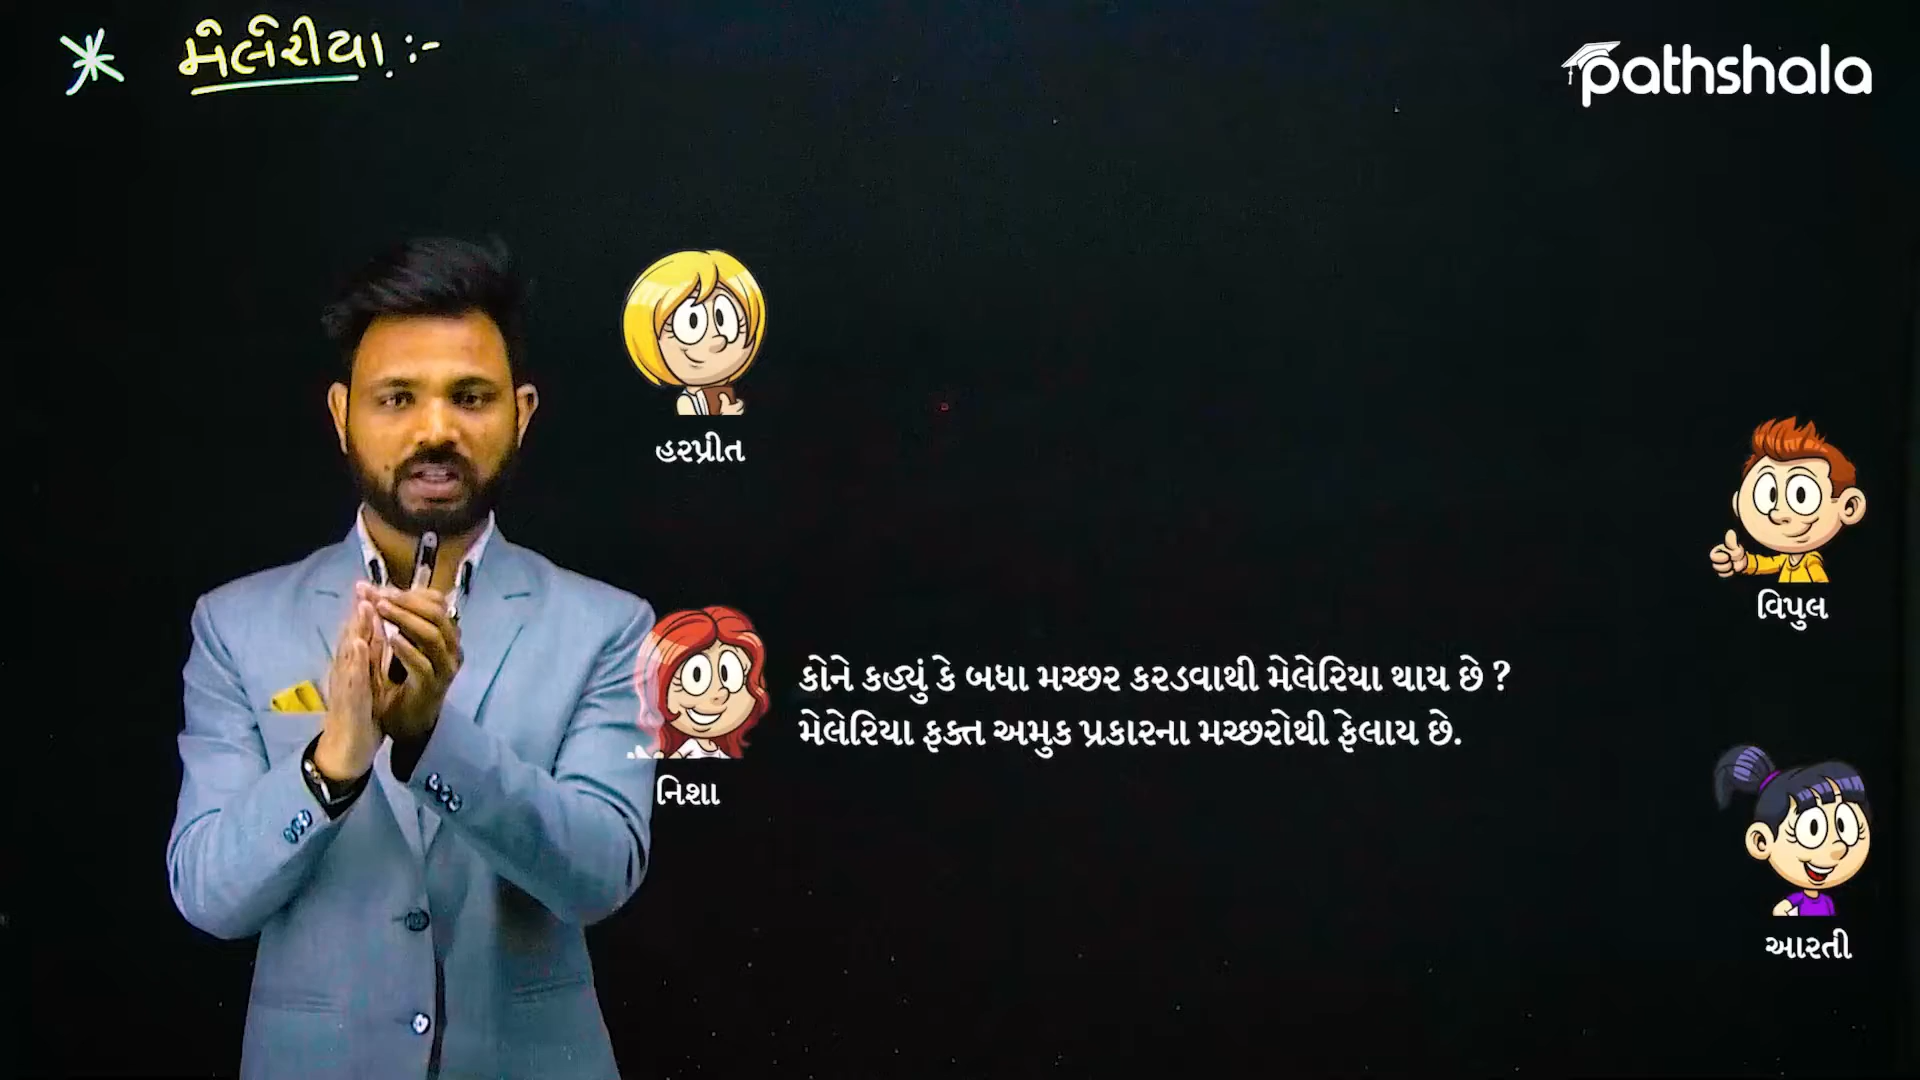 * મેલેરીયા :-
pathshala
હરપ્રીત
વિપુલ
કોને કહ્યું કે બધા મચ્છર કરડવાથી મેલેરિયા થાય છે ?
મેલેરિયા ફક્ત અમુક પ્રકારના મચ્છરોથી ફેલાય છે.
નિશા
આરતી